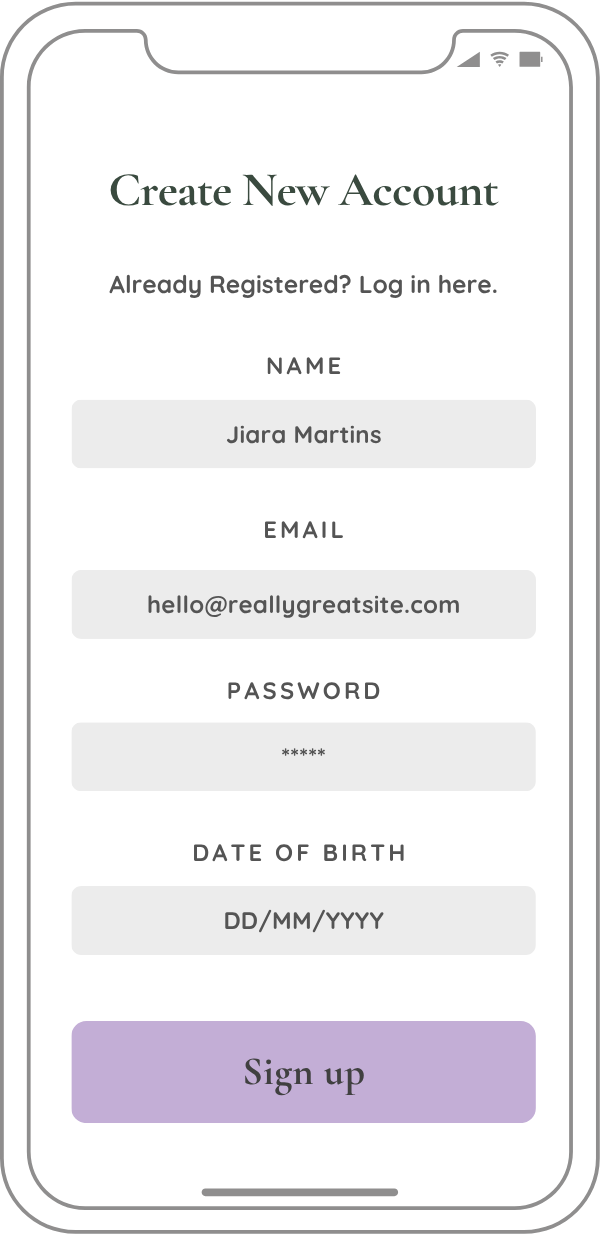 Create New Account
Already Registered? Log in here.
NAME
Jiara Martins
EMAIL
hello@reallygreatsite.com
PASSWORD
*****
DATE OF BIRTH
DD/MM/YYYY
Sign up